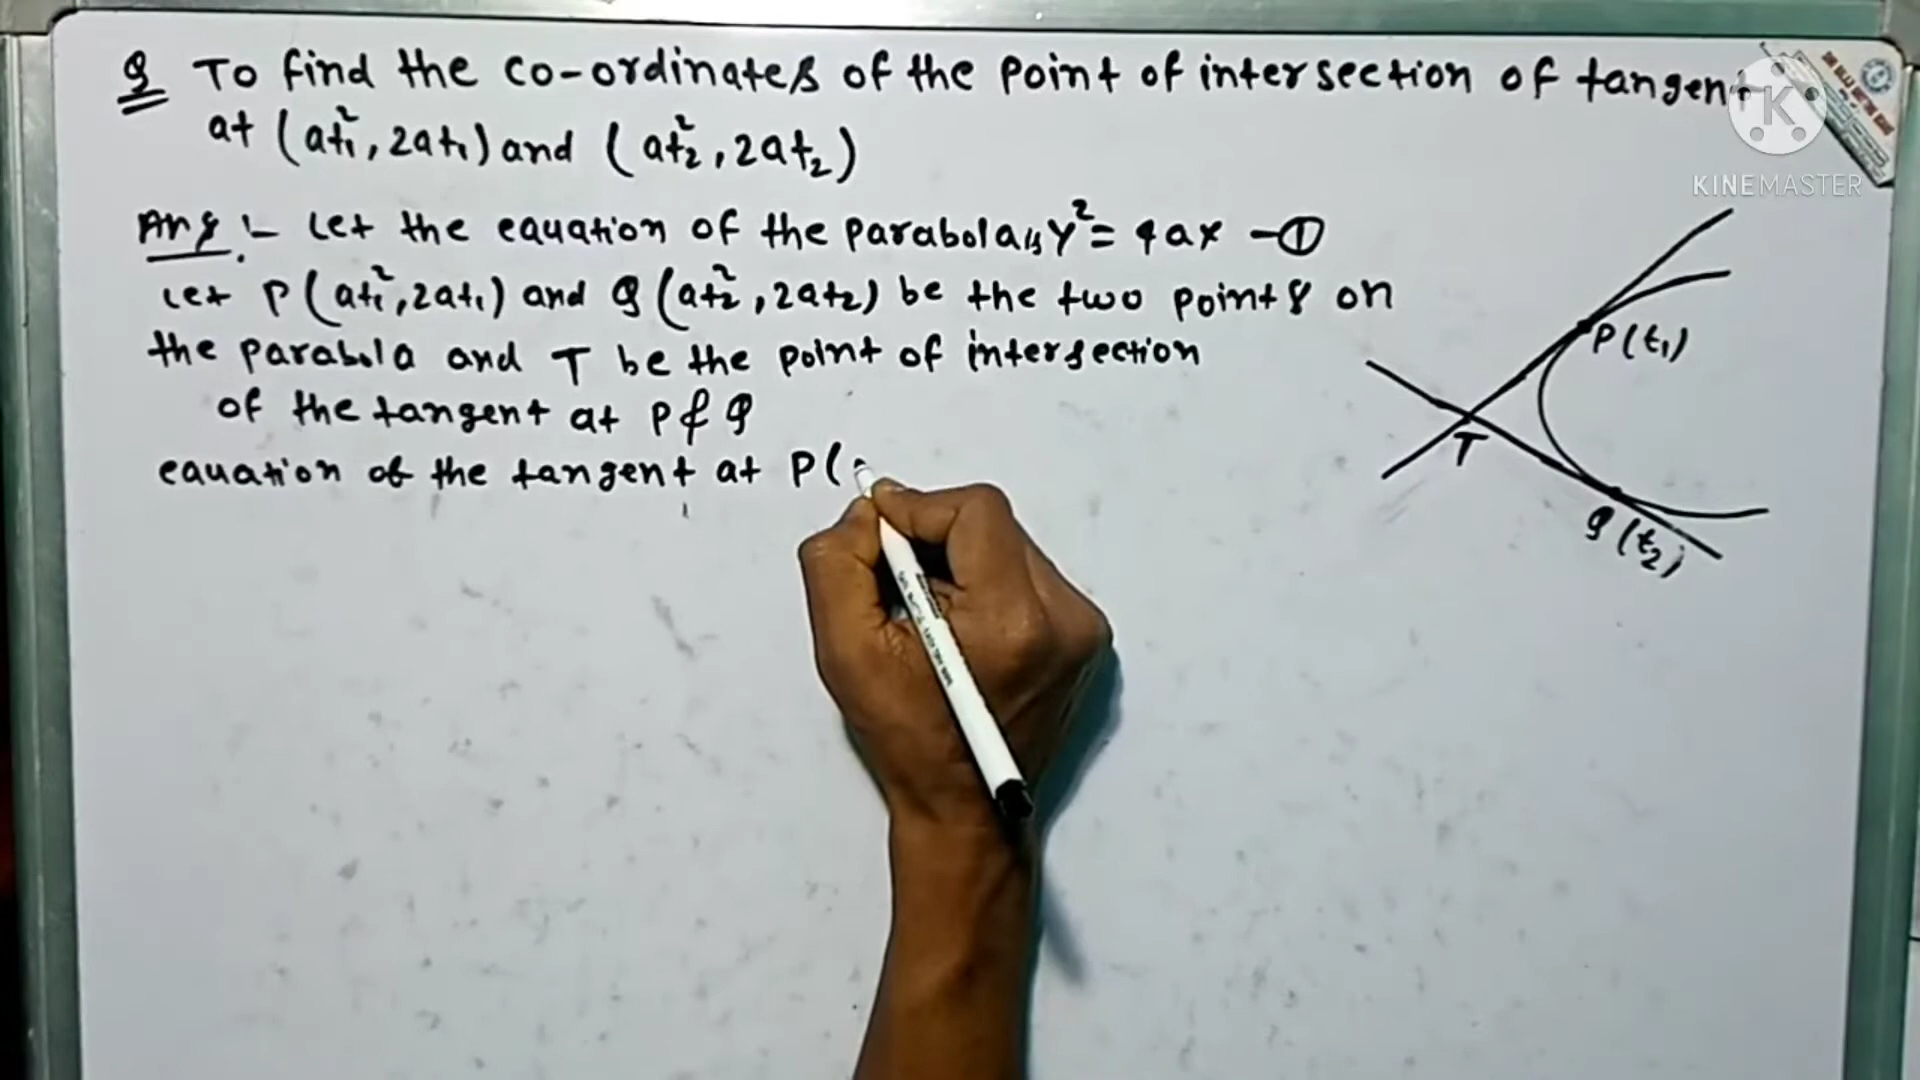 Q To find the co-ordinates of the point of intersection of tangent
at (at₁², 2at₁) and (at₂², 2at₂)
KINEMASTER
Ans:- Let the equation of the parabola is y² = 4ax -①
Let P(at₁², 2at₁) and Q(at₂², 2at₂) be the two points on
the parabola and T be the point of intersection
of the tangent at P & Q
equation of the tangent at P(
P(t₁)
T
Q(t₂)